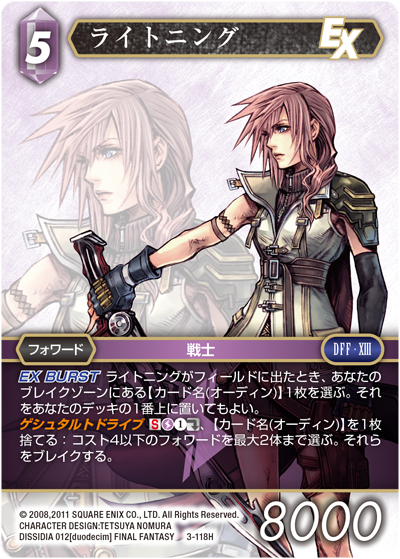 5 ライトニング EX
フォワード 戦士 DFF・XIII
EX BURST ライトニングがフィールドに出たとき、あなたの
ブレイクゾーンにある【カード名(オーディン)】1枚を選ぶ。それ
をあなたのデッキの1番上に置いてもよい。
ゲシュタルトドライブ S1、【カード名(オーディン)】を1枚
捨てる：コスト4以下のフォワードを最大2体まで選ぶ。それら
をブレイクする。
© 2008,2011 SQUARE ENIX CO., LTD. All Rights Reserved.
CHARACTER DESIGN:TETSUYA NOMURA
DISSIDIA 012[duodecim] FINAL FANTASY 3-118H
8000